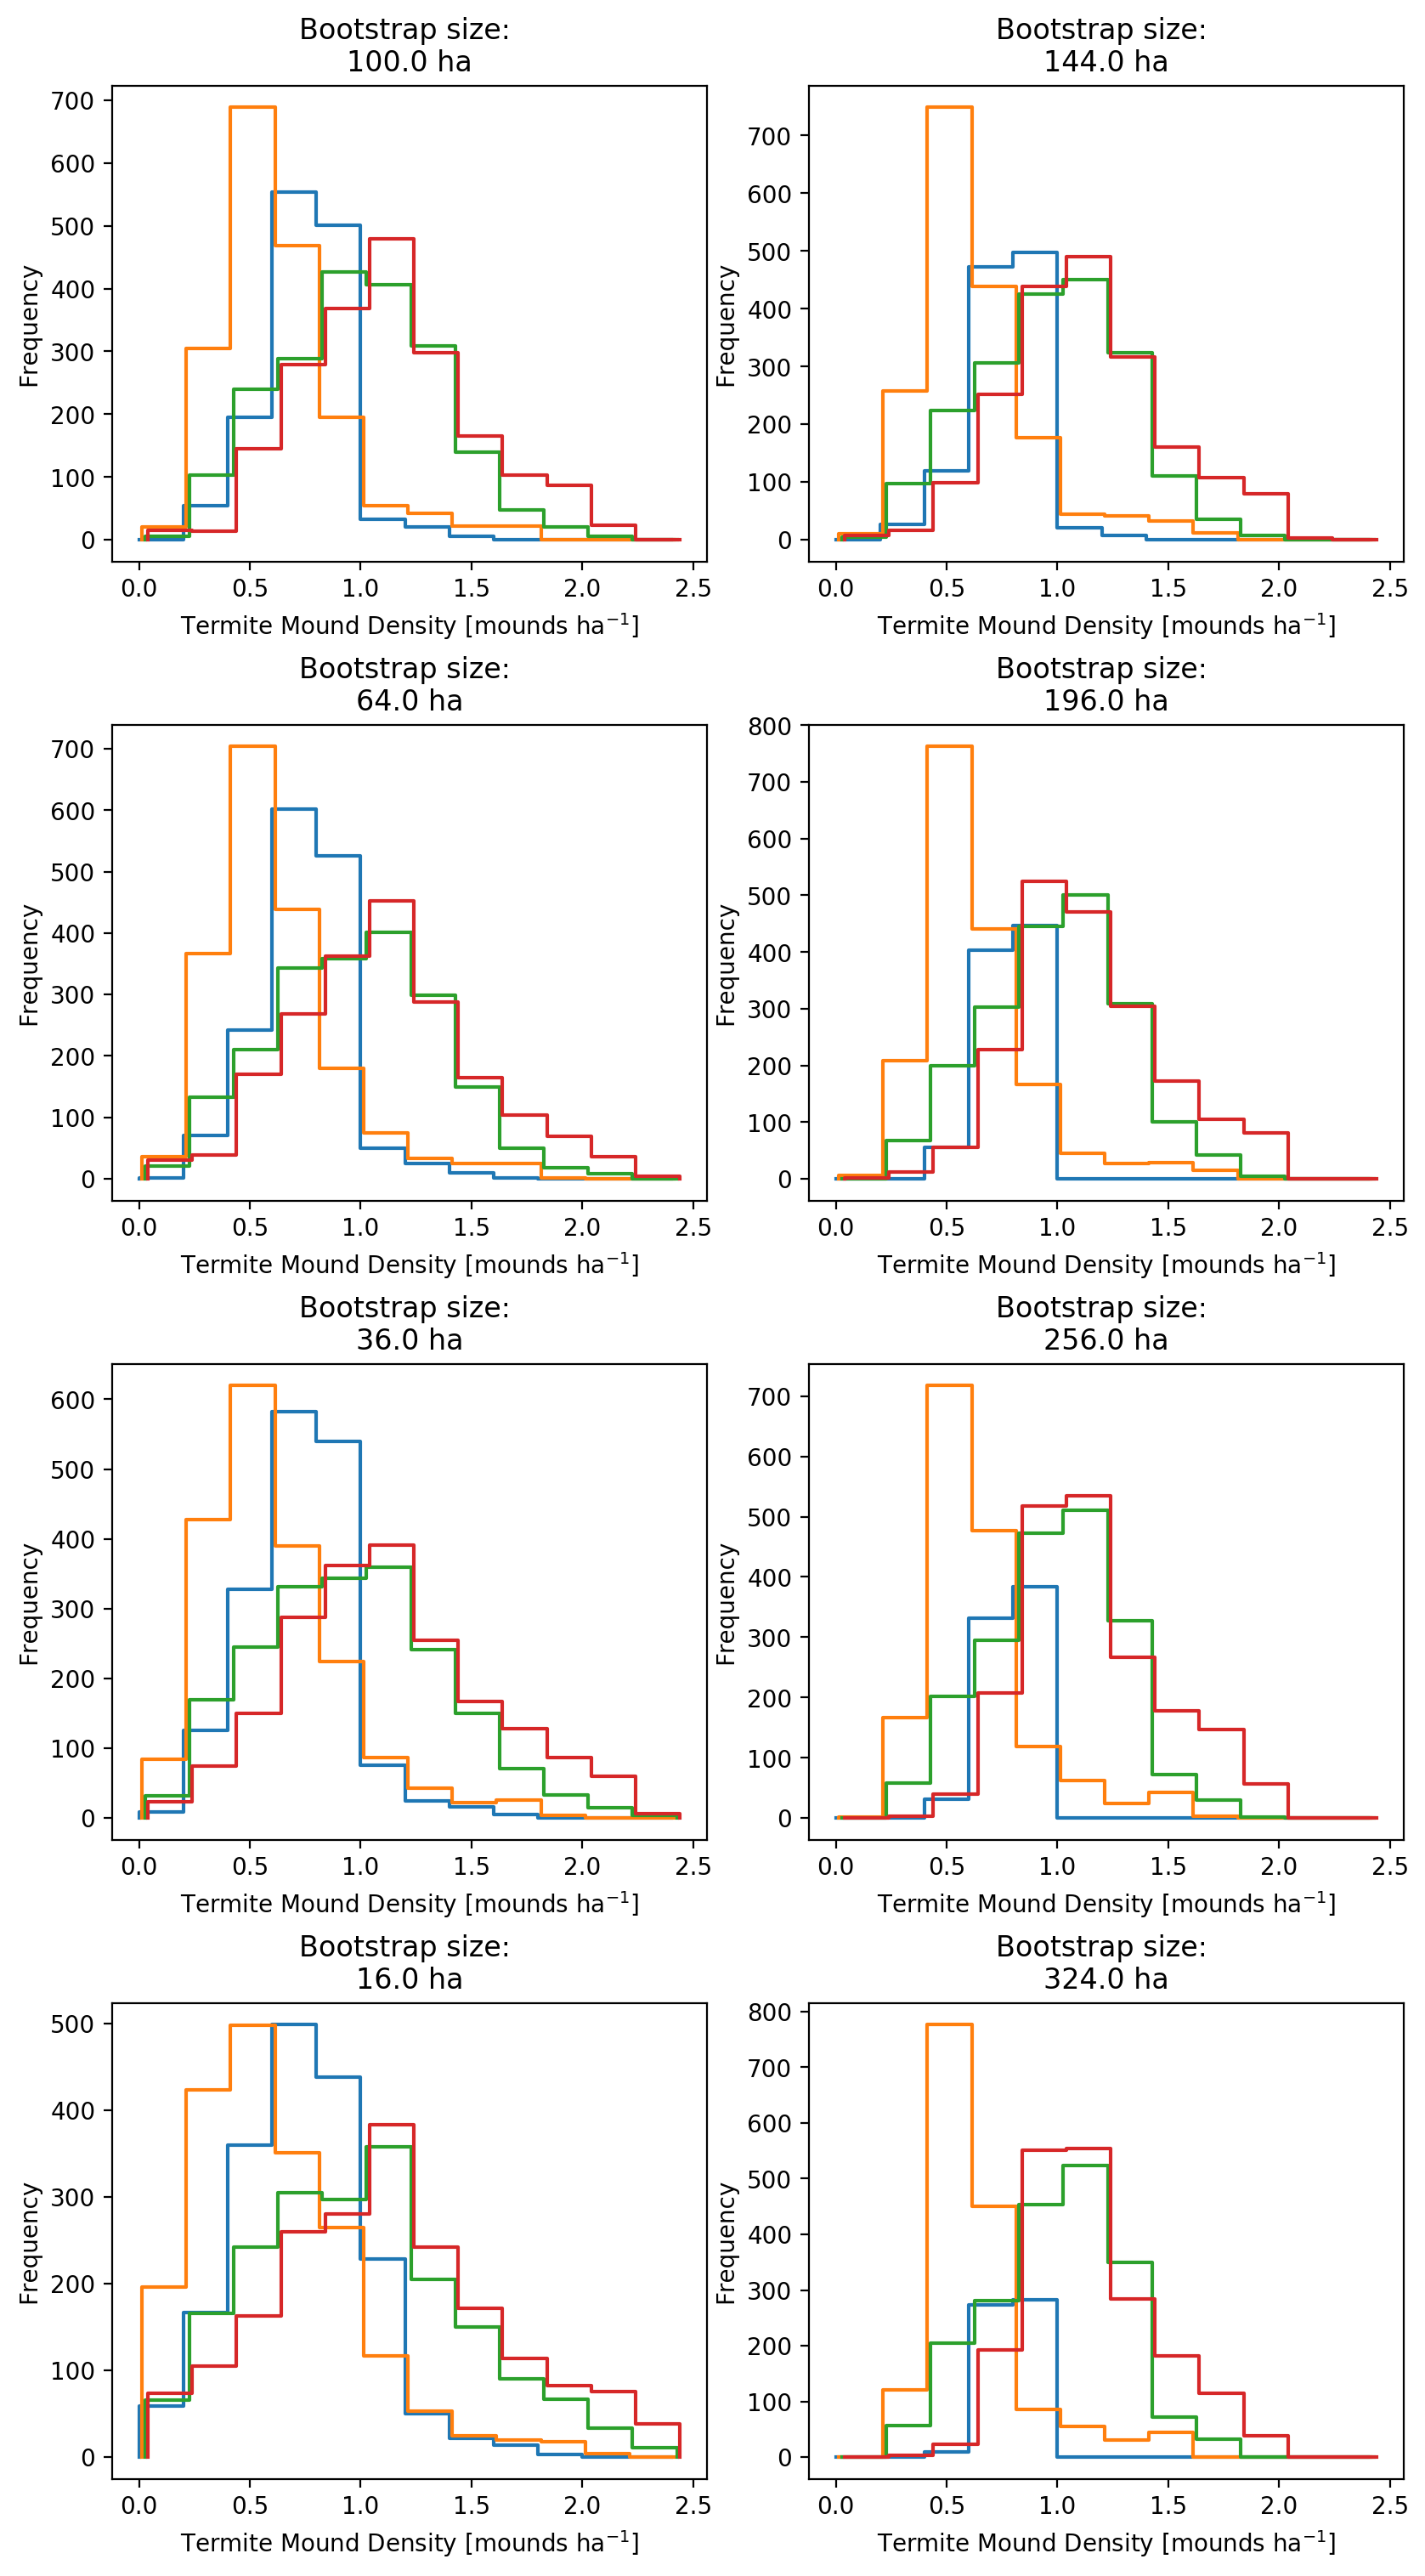 Bootstrap size:
100.0 ha
700
600
500
400
300
200
100
0
Frequency
0.0 0.5 1.0 1.5 2.0 2.5
Termite Mound Density [mounds ha⁻¹]
Bootstrap size:
144.0 ha
700
600
500
400
300
200
100
0
Frequency
0.0 0.5 1.0 1.5 2.0 2.5
Termite Mound Density [mounds ha⁻¹]
Bootstrap size:
64.0 ha
700
600
500
400
300
200
100
0
Frequency
0.0 0.5 1.0 1.5 2.0 2.5
Termite Mound Density [mounds ha⁻¹]
Bootstrap size:
196.0 ha
800
700
600
500
400
300
200
100
0
Frequency
0.0 0.5 1.0 1.5 2.0 2.5
Termite Mound Density [mounds ha⁻¹]
Bootstrap size:
36.0 ha
600
500
400
300
200
100
0
Frequency
0.0 0.5 1.0 1.5 2.0 2.5
Termite Mound Density [mounds ha⁻¹]
Bootstrap size:
256.0 ha
700
600
500
400
300
200
100
0
Frequency
0.0 0.5 1.0 1.5 2.0 2.5
Termite Mound Density [mounds ha⁻¹]
Bootstrap size:
16.0 ha
500
400
300
200
100
0
Frequency
0.0 0.5 1.0 1.5 2.0 2.5
Termite Mound Density [mounds ha⁻¹]
Bootstrap size:
324.0 ha
800
700
600
500
400
300
200
100
0
Frequency
0.0 0.5 1.0 1.5 2.0 2.5
Termite Mound Density [mounds ha⁻¹]